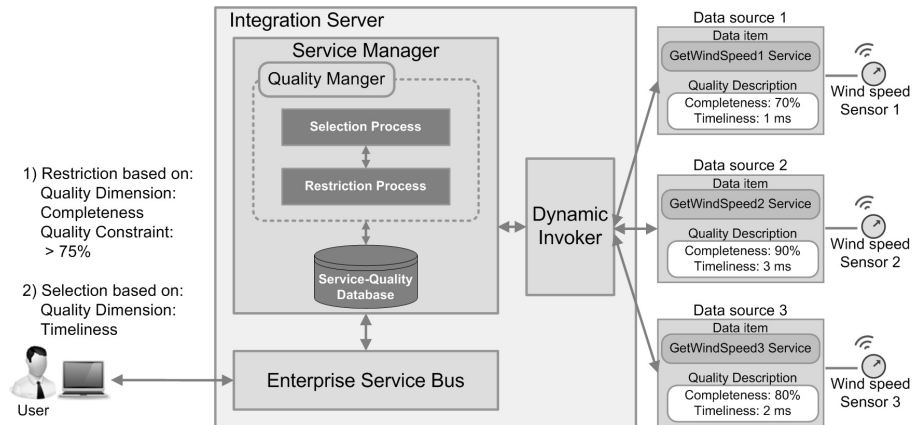 Integration Server
Service Manager
Quality Manger
Selection Process
Restriction Process
Service-Quality
Database
Enterprise Service Bus
Dynamic
Invoker
1) Restriction based on:
Quality Dimension:
Completeness
Quality Constraint:
> 75%
2) Selection based on:
Quality Dimension:
Timeliness
User
Data source 1
Data item
GetWindSpeed1 Service
Quality Description
Completeness: 70%
Timeliness: 1 ms
Wind speed
Sensor 1
Data source 2
Data item
GetWindSpeed2 Service
Quality Description
Completeness: 90%
Timeliness: 3 ms
Wind speed
Sensor 2
Data source 3
Data item
GetWindSpeed3 Service
Quality Description
Completeness: 80%
Timeliness: 2 ms
Wind speed
Sensor 3